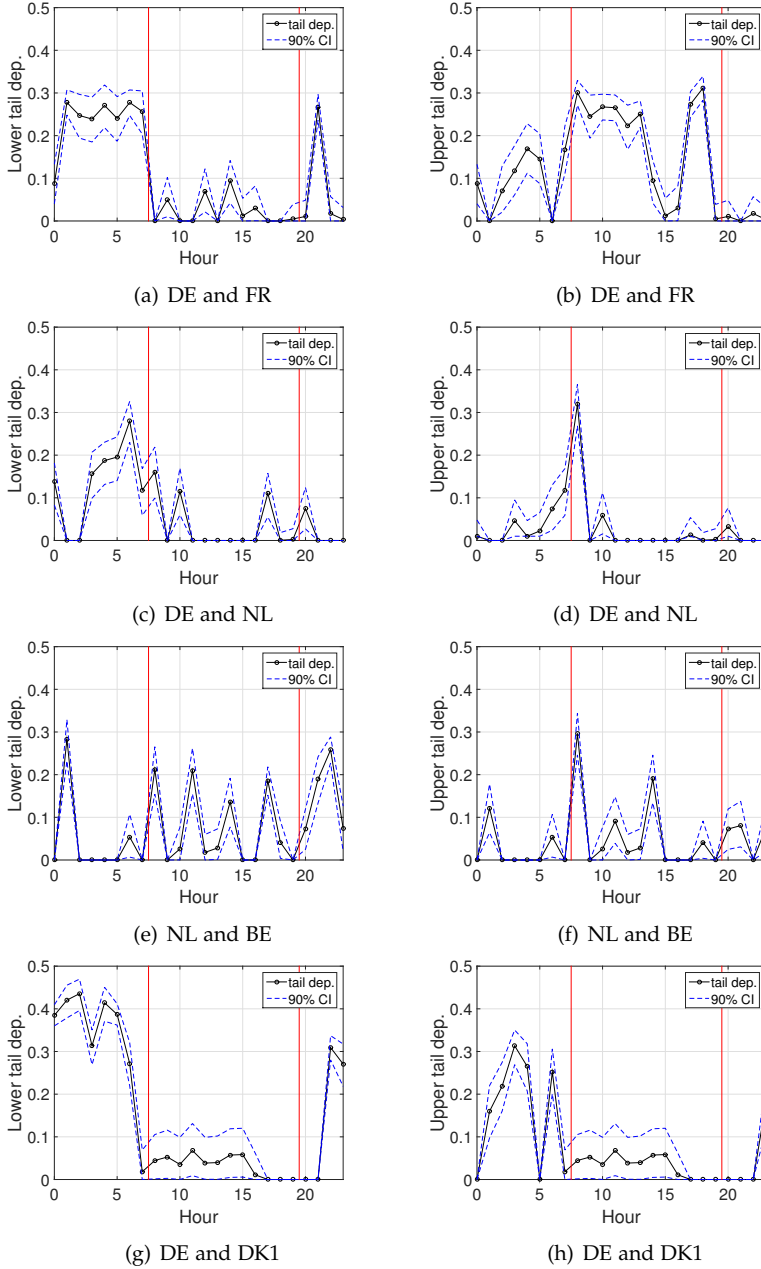 0.5
0.4
0.3
0.2
0.1
0
Lower tail dep.
tail dep.
90% CI
0 5 10 15 20
Hour
(a) DE and FR
0.5
0.4
0.3
0.2
0.1
0
Upper tail dep.
tail dep.
90% CI
0 5 10 15 20
Hour
(b) DE and FR
0.5
0.4
0.3
0.2
0.1
0
Lower tail dep.
tail dep.
90% CI
0 5 10 15 20
Hour
(c) DE and NL
0.5
0.4
0.3
0.2
0.1
0
Upper tail dep.
tail dep.
90% CI
0 5 10 15 20
Hour
(d) DE and NL
0.5
0.4
0.3
0.2
0.1
0
Lower tail dep.
tail dep.
90% CI
0 5 10 15 20
Hour
(e) NL and BE
0.5
0.4
0.3
0.2
0.1
0
Upper tail dep.
tail dep.
90% CI
0 5 10 15 20
Hour
(f) NL and BE
0.5
0.4
0.3
0.2
0.1
0
Lower tail dep.
tail dep.
90% CI
0 5 10 15 20
Hour
(g) DE and DK1
0.5
0.4
0.3
0.2
0.1
0
Upper tail dep.
tail dep.
90% CI
0 5 10 15 20
Hour
(h) DE and DK1